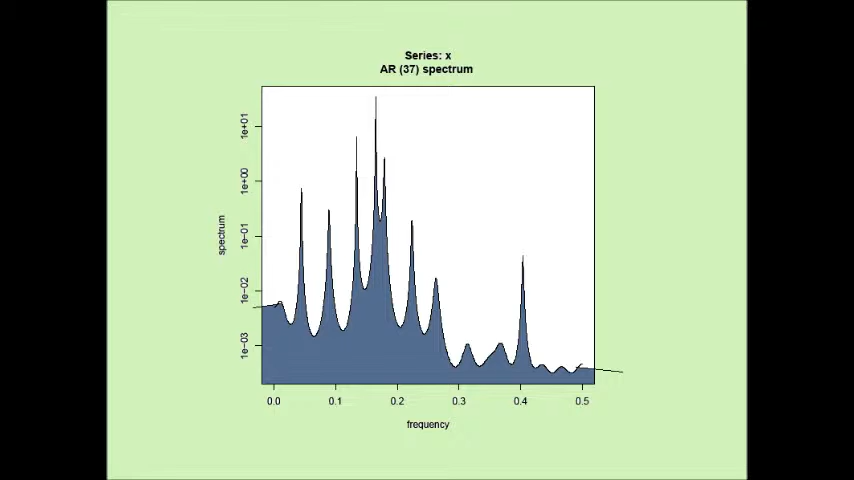 Series: x
AR (37) spectrum
spectrum
1e+01
1e+00
1e-01
1e-02
1e-03
0.0 0.1 0.2 0.3 0.4 0.5
frequency